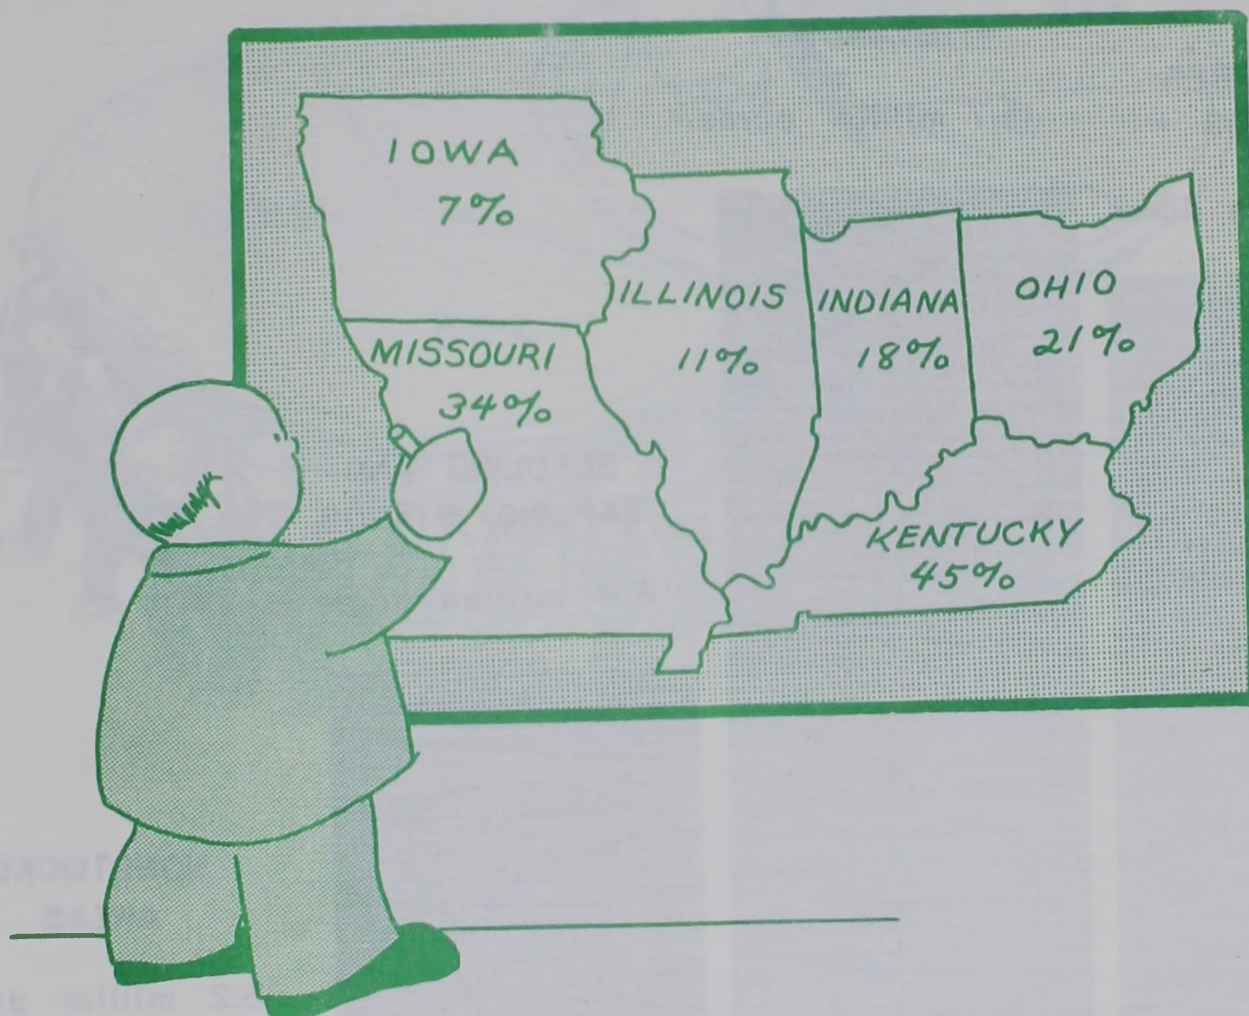 IOWA
7%
ILLINOIS
11%
INDIANA
18%
OHIO
21%
MISSOURI
34%
KENTUCKY
45%